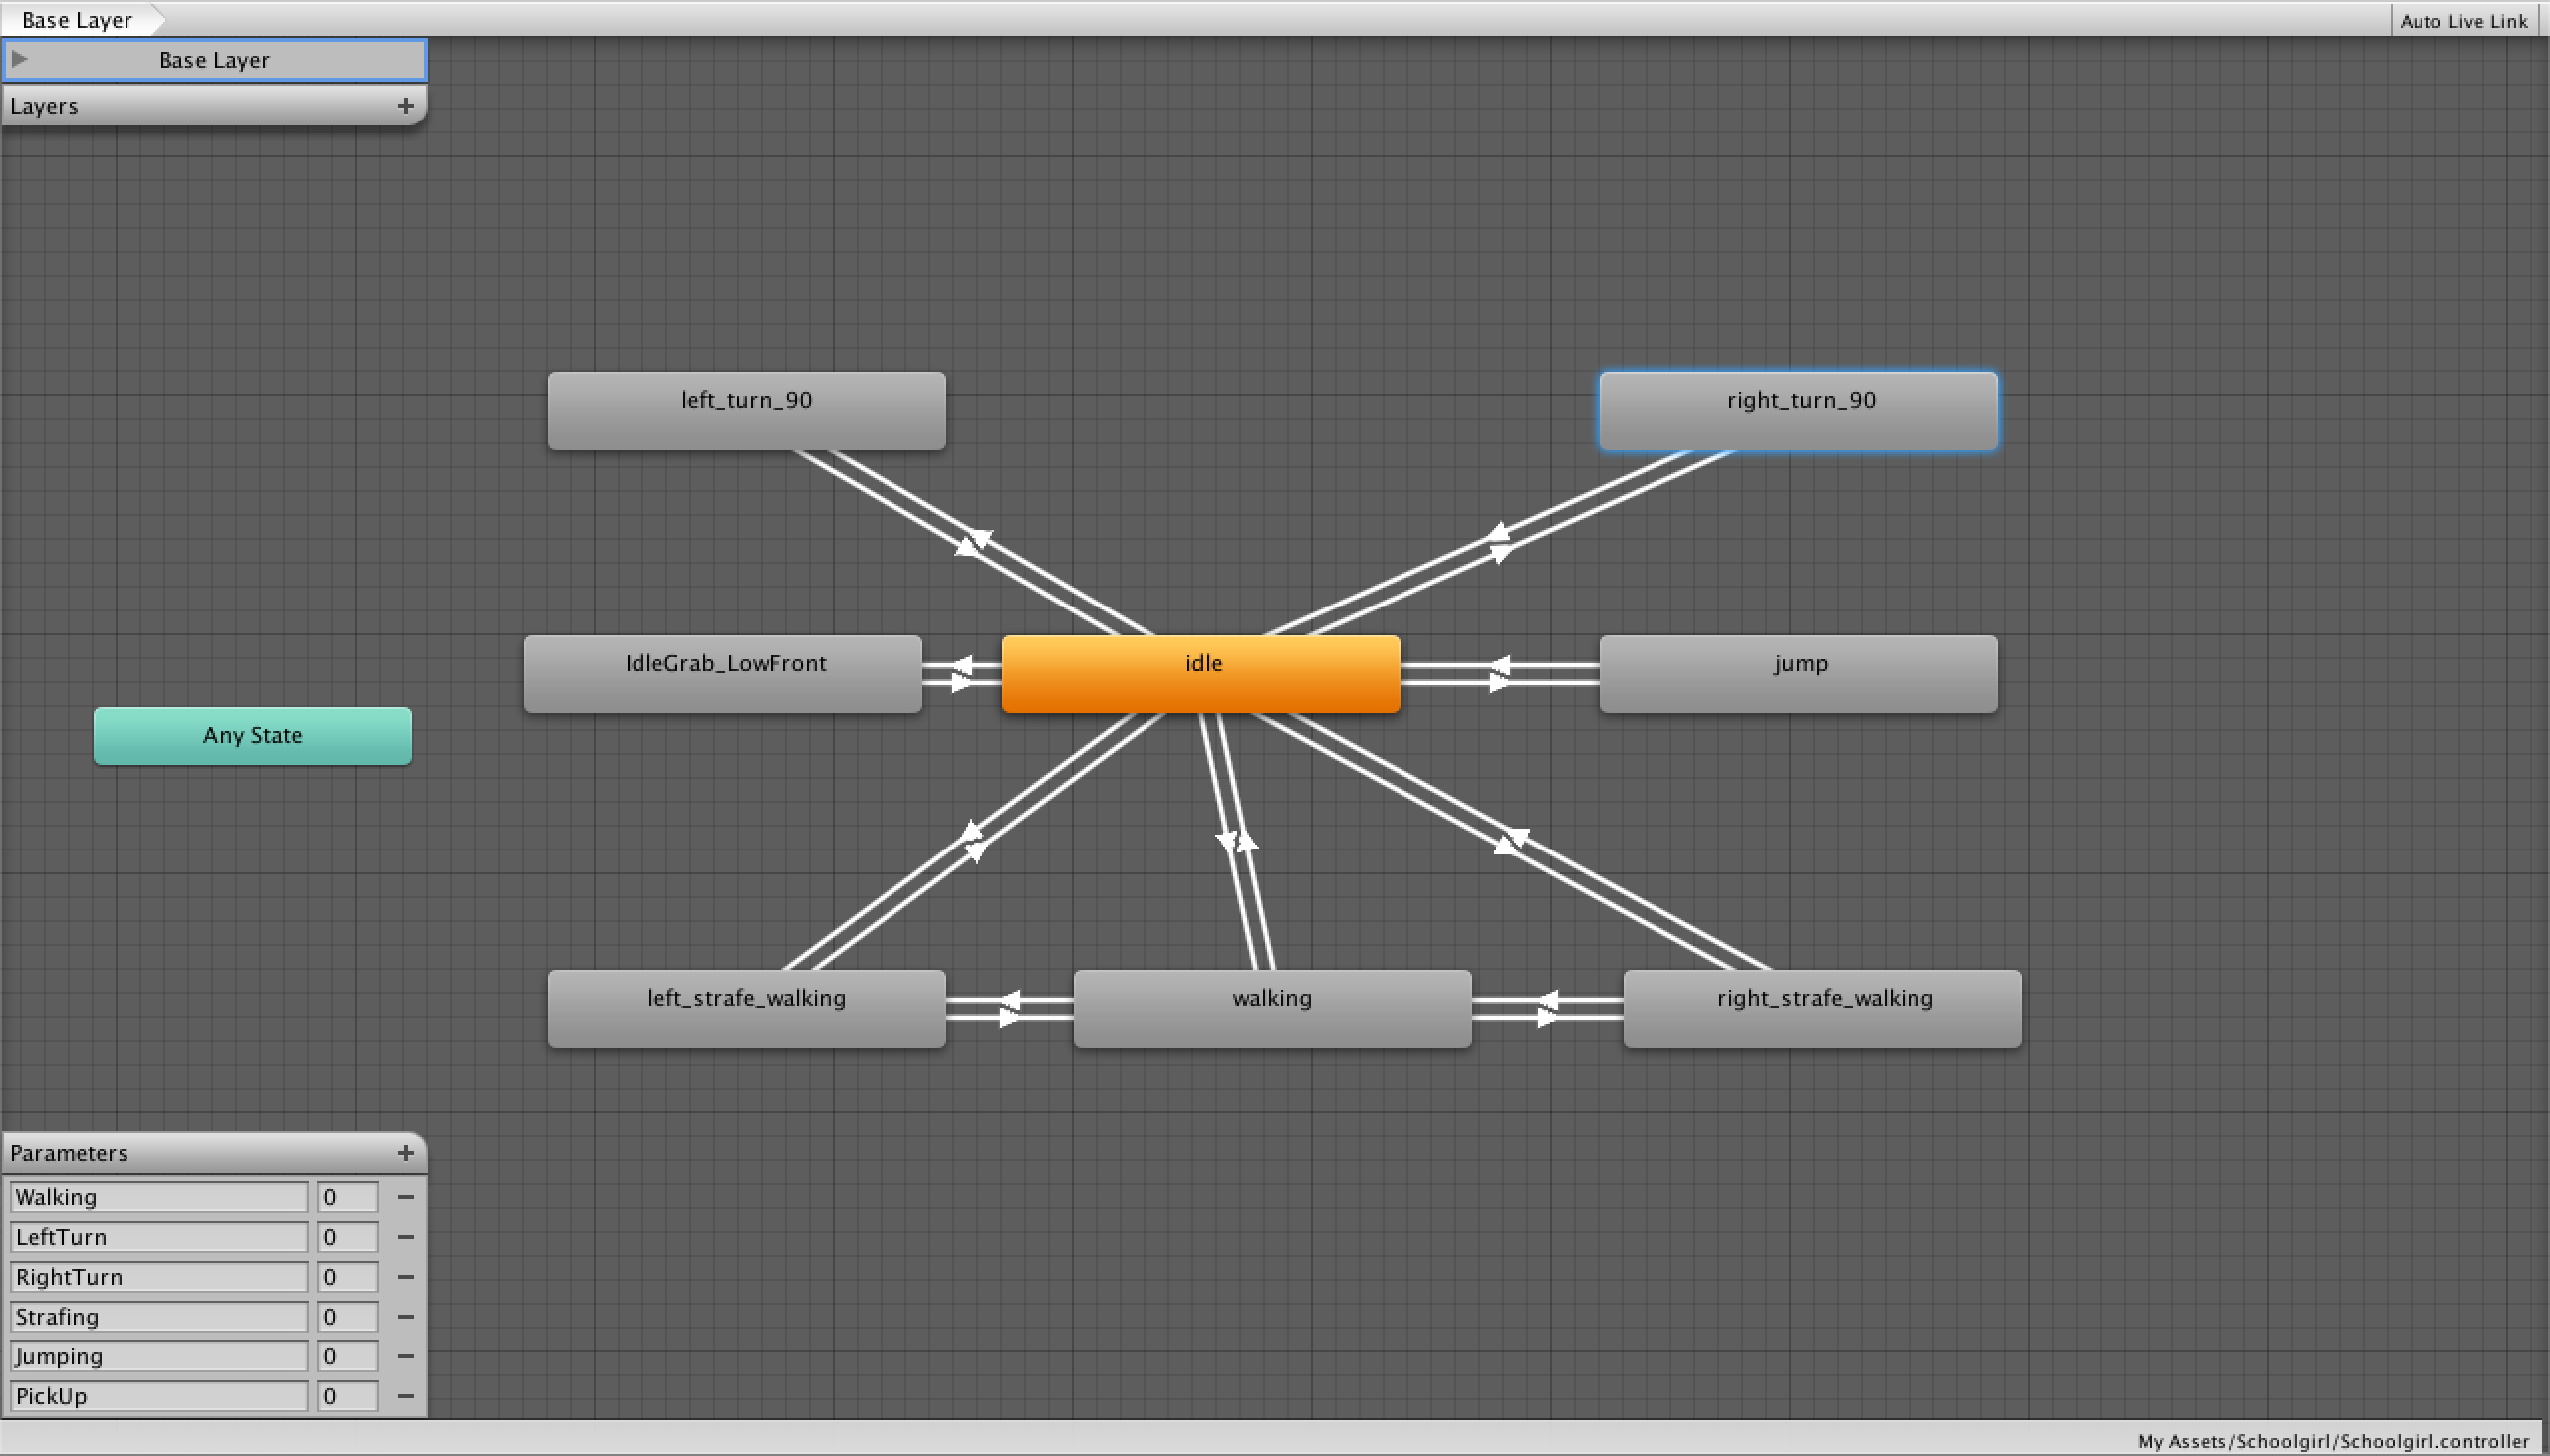 Base Layer
Auto Live Link
Base Layer
Layers
left_turn_90
right_turn_90
IdleGrab_LowFront
idle
jump
Any State
left_strafe_walking
walking
right_strafe_walking
Parameters
Walking 0
LeftTurn 0
RightTurn 0
Strafing 0
Jumping 0
PickUp 0
My Assets/Schoolgirl/Schoolgirl.controller